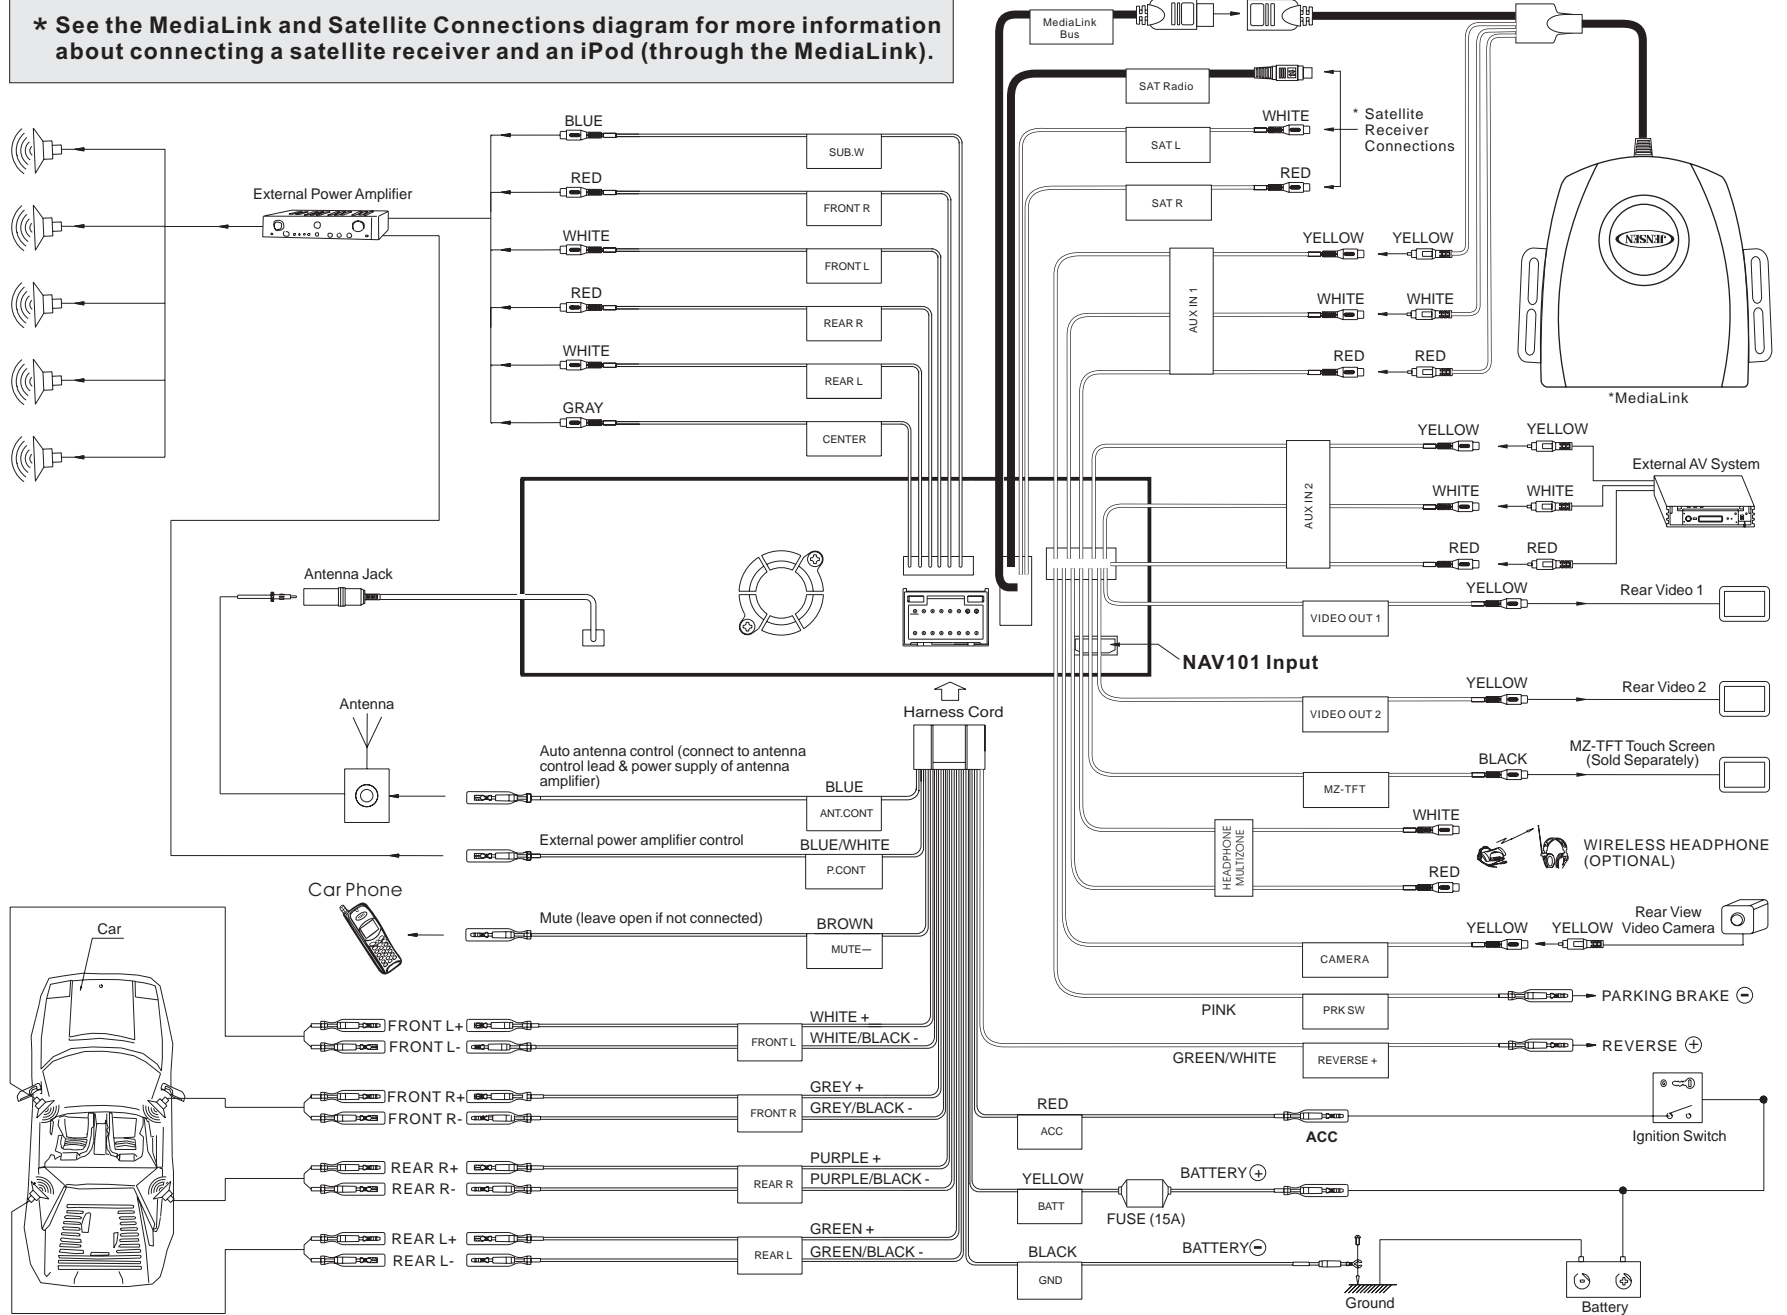 * See the MediaLink and Satellite Connections diagram for more information
about connecting a satellite receiver and an iPod (through the MediaLink).
MediaLink
Bus
SAT Radio
WHITE
SAT L
RED
SAT R
* Satellite
Receiver
Connections
JENSEN
*MediaLink
External Power Amplifier
BLUE
SUB.W
RED
FRONT R
WHITE
FRONT L
RED
REAR R
WHITE
REAR L
GRAY
CENTER
YELLOW
YELLOW
WHITE
WHITE
RED
RED
AUX IN 1
YELLOW
YELLOW
WHITE
WHITE
RED
RED
AUX IN 2
External AV System
YELLOW
VIDEO OUT 1
Rear Video 1
NAV101 Input
YELLOW
VIDEO OUT 2
Rear Video 2
BLACK
MZ-TFT
MZ-TFT Touch Screen
(Sold Separately)
WHITE
RED
HEADPHONE
MULTIZONE
WIRELESS HEADPHONE
(OPTIONAL)
YELLOW
YELLOW
CAMERA
Rear View
Video Camera
PINK
PRK SW
PARKING BRAKE ⊖
GREEN/WHITE
REVERSE +
REVERSE ⊕
Antenna Jack
Antenna
Harness Cord
Auto antenna control (connect to antenna
control lead & power supply of antenna
amplifier)
BLUE
ANT.CONT
External power amplifier control
BLUE/WHITE
P.CONT
Car Phone
Mute (leave open if not connected)
BROWN
MUTE—
Car
FRONT L+
FRONT L-
WHITE +
WHITE/BLACK -
FRONT L
FRONT R+
FRONT R-
GREY +
GREY/BLACK -
FRONT R
REAR R+
REAR R-
PURPLE +
PURPLE/BLACK -
REAR R
REAR L+
REAR L-
GREEN +
GREEN/BLACK -
REAR L
RED
ACC
ACC
Ignition Switch
YELLOW
BATT
FUSE (15A)
BATTERY ⊕
BLACK
GND
BATTERY ⊖
Ground
Battery